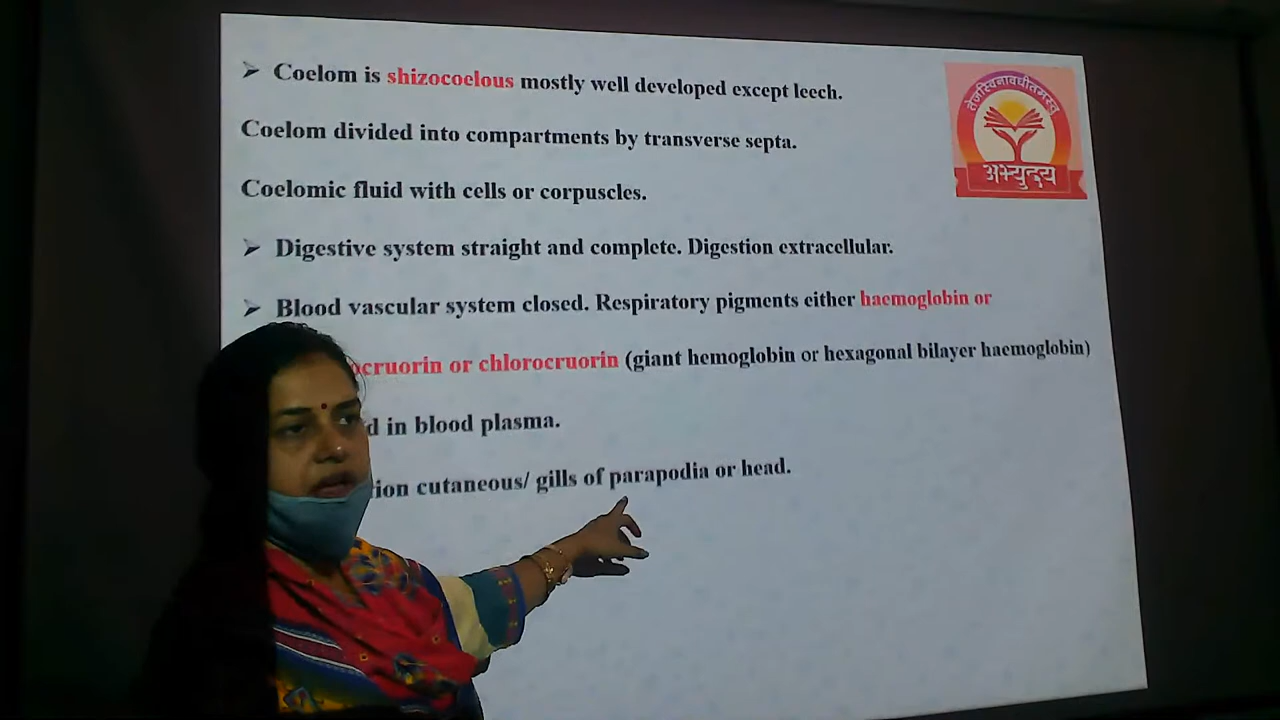 ➤ Coelom is shizocoelous mostly well developed except leech.
Coelom divided into compartments by transverse septa.
Coelomic fluid with cells or corpuscles.
➤ Digestive system straight and complete. Digestion extracellular.
➤ Blood vascular system closed. Respiratory pigments either haemoglobin or
ocruorin or chlorocruorin (giant hemoglobin or hexagonal bilayer haemoglobin)
d in blood plasma.
ion cutaneous/ gills of parapodia or head.
तेजस्विनावधीतमस्तु
अभ्युदय